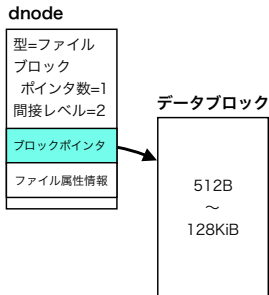 dnode
型=ファイル
ブロック
ポインタ数=1
間接レベル=2
ブロックポインタ
ファイル属性情報
データブロック
512B
～
128KiB